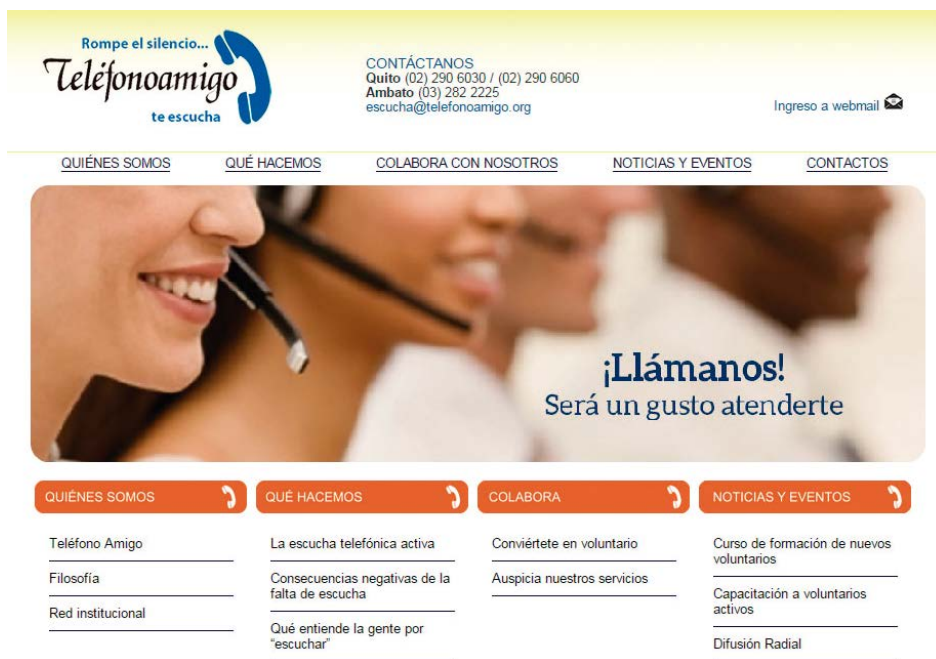 Rompe el silencio...
Teléfonoamigo
te escucha
CONTÁCTANOS
Quito (02) 290 6030 / (02) 290 6060
Ambato (03) 282 2225
escucha@telefonoamigo.org
Ingreso a webmail
QUIÉNES SOMOS
QUÉ HACEMOS
COLABORA CON NOSOTROS
NOTICIAS Y EVENTOS
CONTACTOS
¡Llámanos!
Será un gusto atenderte
QUIÉNES SOMOS
Teléfono Amigo
Filosofía
Red institucional
QUÉ HACEMOS
La escucha telefónica activa
Consecuencias negativas de la
falta de escucha
Qué entiende la gente por
"escuchar"
COLABORA
Conviértete en voluntario
Auspicia nuestros servicios
NOTICIAS Y EVENTOS
Curso de formación de nuevos
voluntarios
Capacitación a voluntarios
activos
Difusión Radial